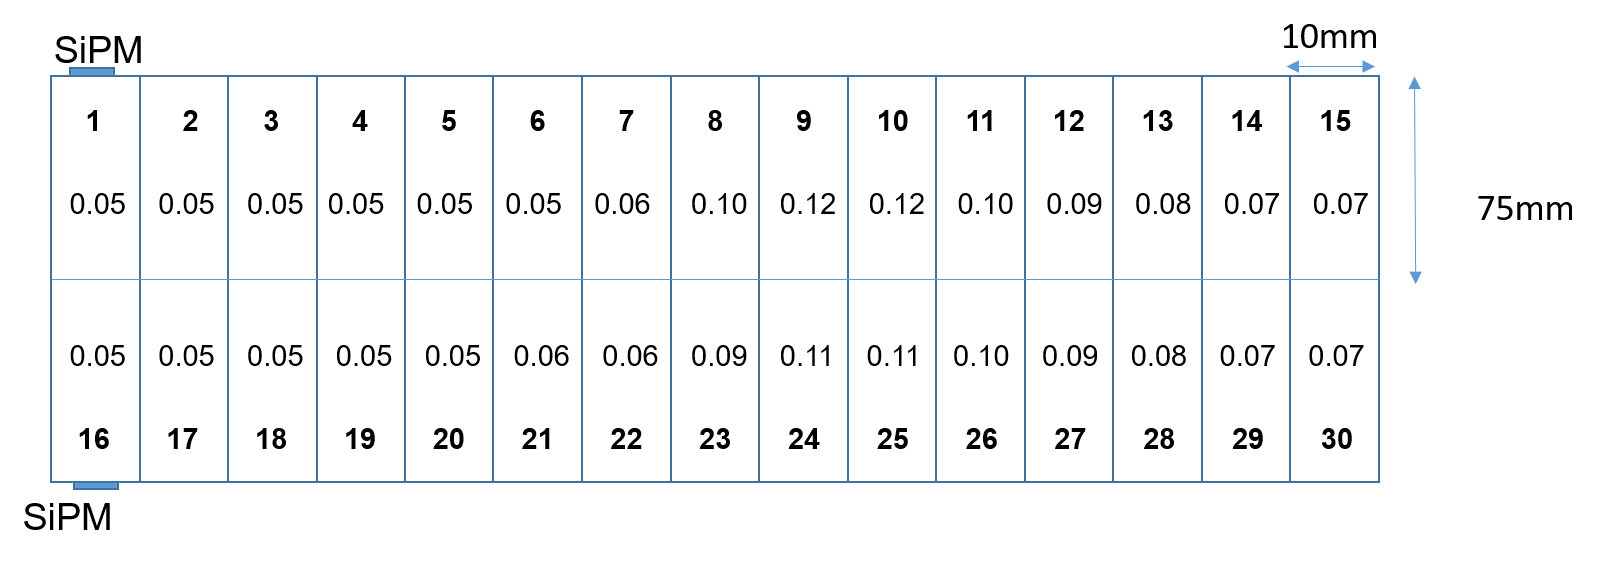 10mm
SiPM
1 2 3 4 5 6 7 8 9 10 11 12 13 14 15
0.05 0.05 0.05 0.05 0.05 0.05 0.06 0.10 0.12 0.12 0.10 0.09 0.08 0.07 0.07
75mm
0.05 0.05 0.05 0.05 0.05 0.06 0.06 0.09 0.11 0.11 0.10 0.09 0.08 0.07 0.07
16 17 18 19 20 21 22 23 24 25 26 27 28 29 30
SiPM